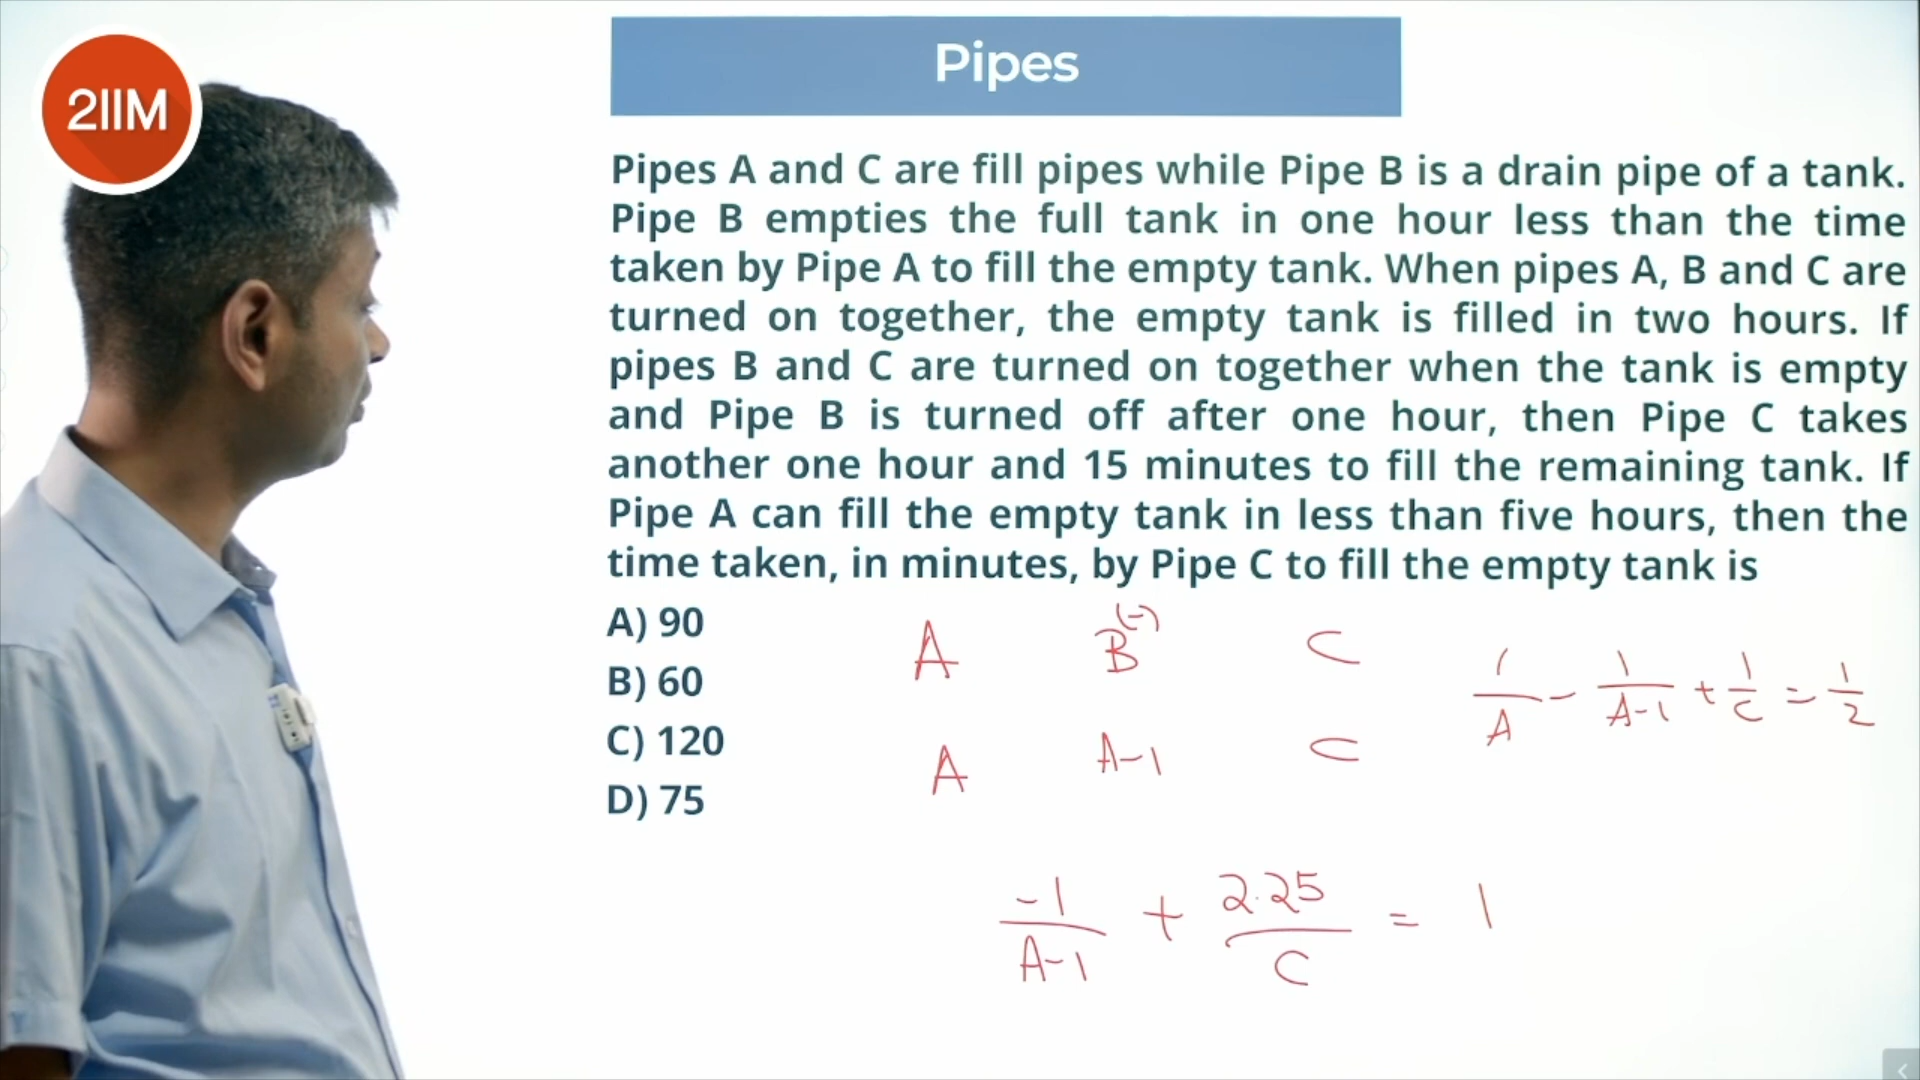 2IIM
Pipes
Pipes A and C are fill pipes while Pipe B is a drain pipe of a tank.
Pipe B empties the full tank in one hour less than the time
taken by Pipe A to fill the empty tank. When pipes A, B and C are
turned on together, the empty tank is filled in two hours. If
pipes B and C are turned on together when the tank is empty
and Pipe B is turned off after one hour, then Pipe C takes
another one hour and 15 minutes to fill the remaining tank. If
Pipe A can fill the empty tank in less than five hours, then the
time taken, in minutes, by Pipe C to fill the empty tank is
A) 90
B) 60
C) 120
D) 75
A B(-) C
A A-1 C
1/A - 1/A-1 + 1/C = 1/2
-1/A-1 + 2.25/C = 1